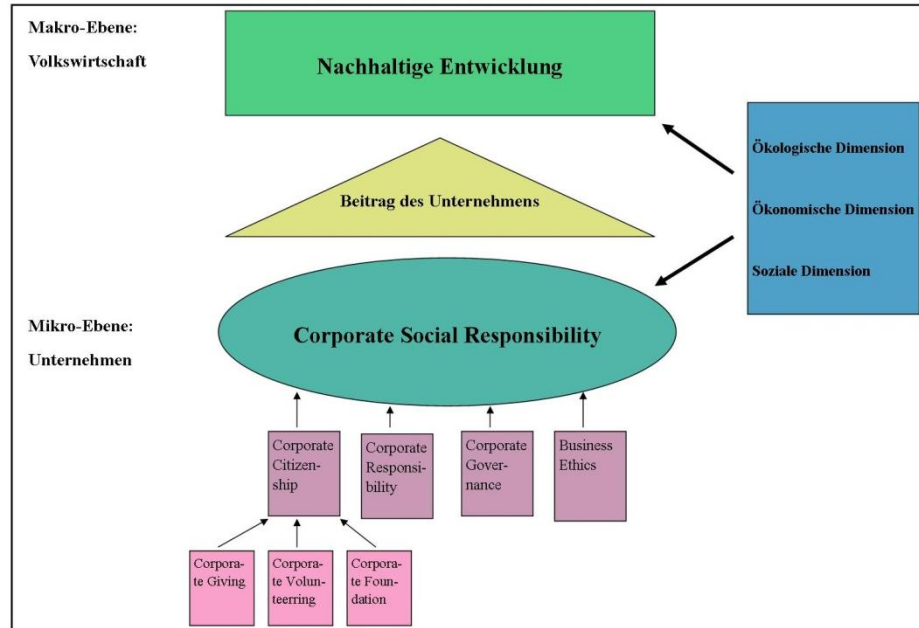 Makro-Ebene:
Volkswirtschaft
Nachhaltige Entwicklung
Ökologische Dimension
Ökonomische Dimension
Soziale Dimension
Beitrag des Unternehmens
Mikro-Ebene:
Unternehmen
Corporate Social Responsibility
Corporate
Citizen-
ship
Corporate
Responsi-
bility
Corporate
Gover-
nance
Business
Ethics
Corpora-
te Giving
Corpora-
te Volun-
teerring
Corpora-
te Foun-
dation